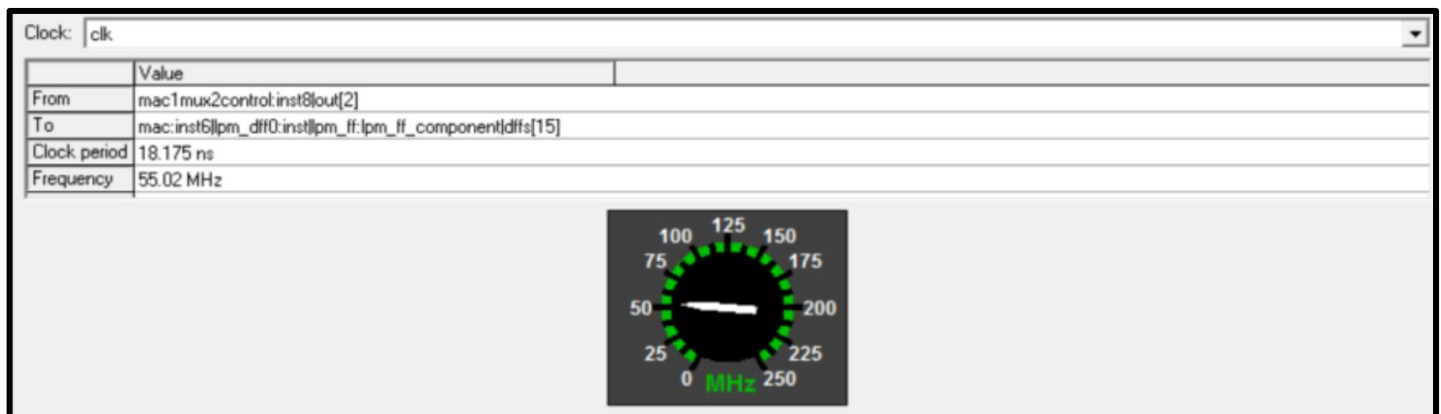 Clock: clk
Value
From mac1mux2control:inst8|out[2]
To mac:inst6|lpm_dff0:inst|lpm_ff:lpm_ff_component|dffs[15]
Clock period 18.175 ns
Frequency 55.02 MHz
125
100 150
75 175
50 200
25 225
0 MHz 250